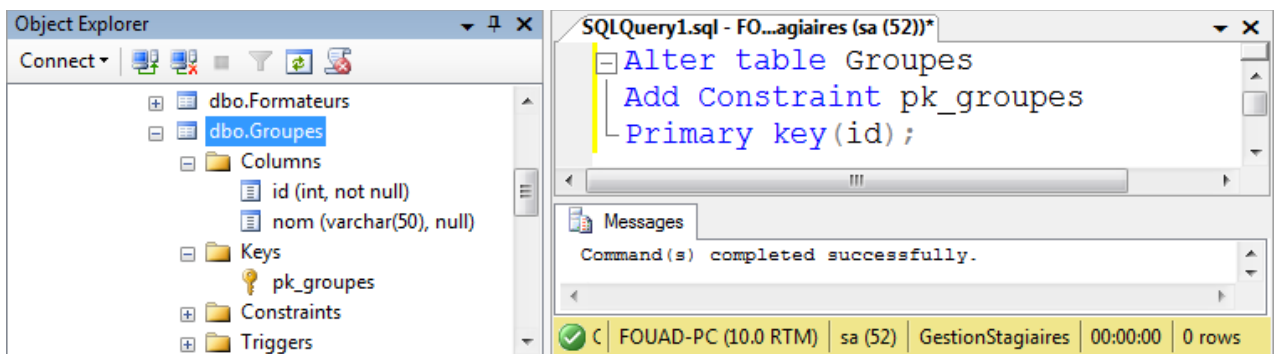 Object Explorer
Connect
dbo.Formateurs
dbo.Groupes
Columns
id (int, not null)
nom (varchar(50), null)
Keys
pk_groupes
Constraints
Triggers
SQLQuery1.sql - FO...agiaires (sa (52))*
Alter table Groupes
Add Constraint pk_groupes
Primary key(id);
Messages
Command(s) completed successfully.
FOUAD-PC (10.0 RTM) sa (52) GestionStagiaires 00:00:00 0 rows